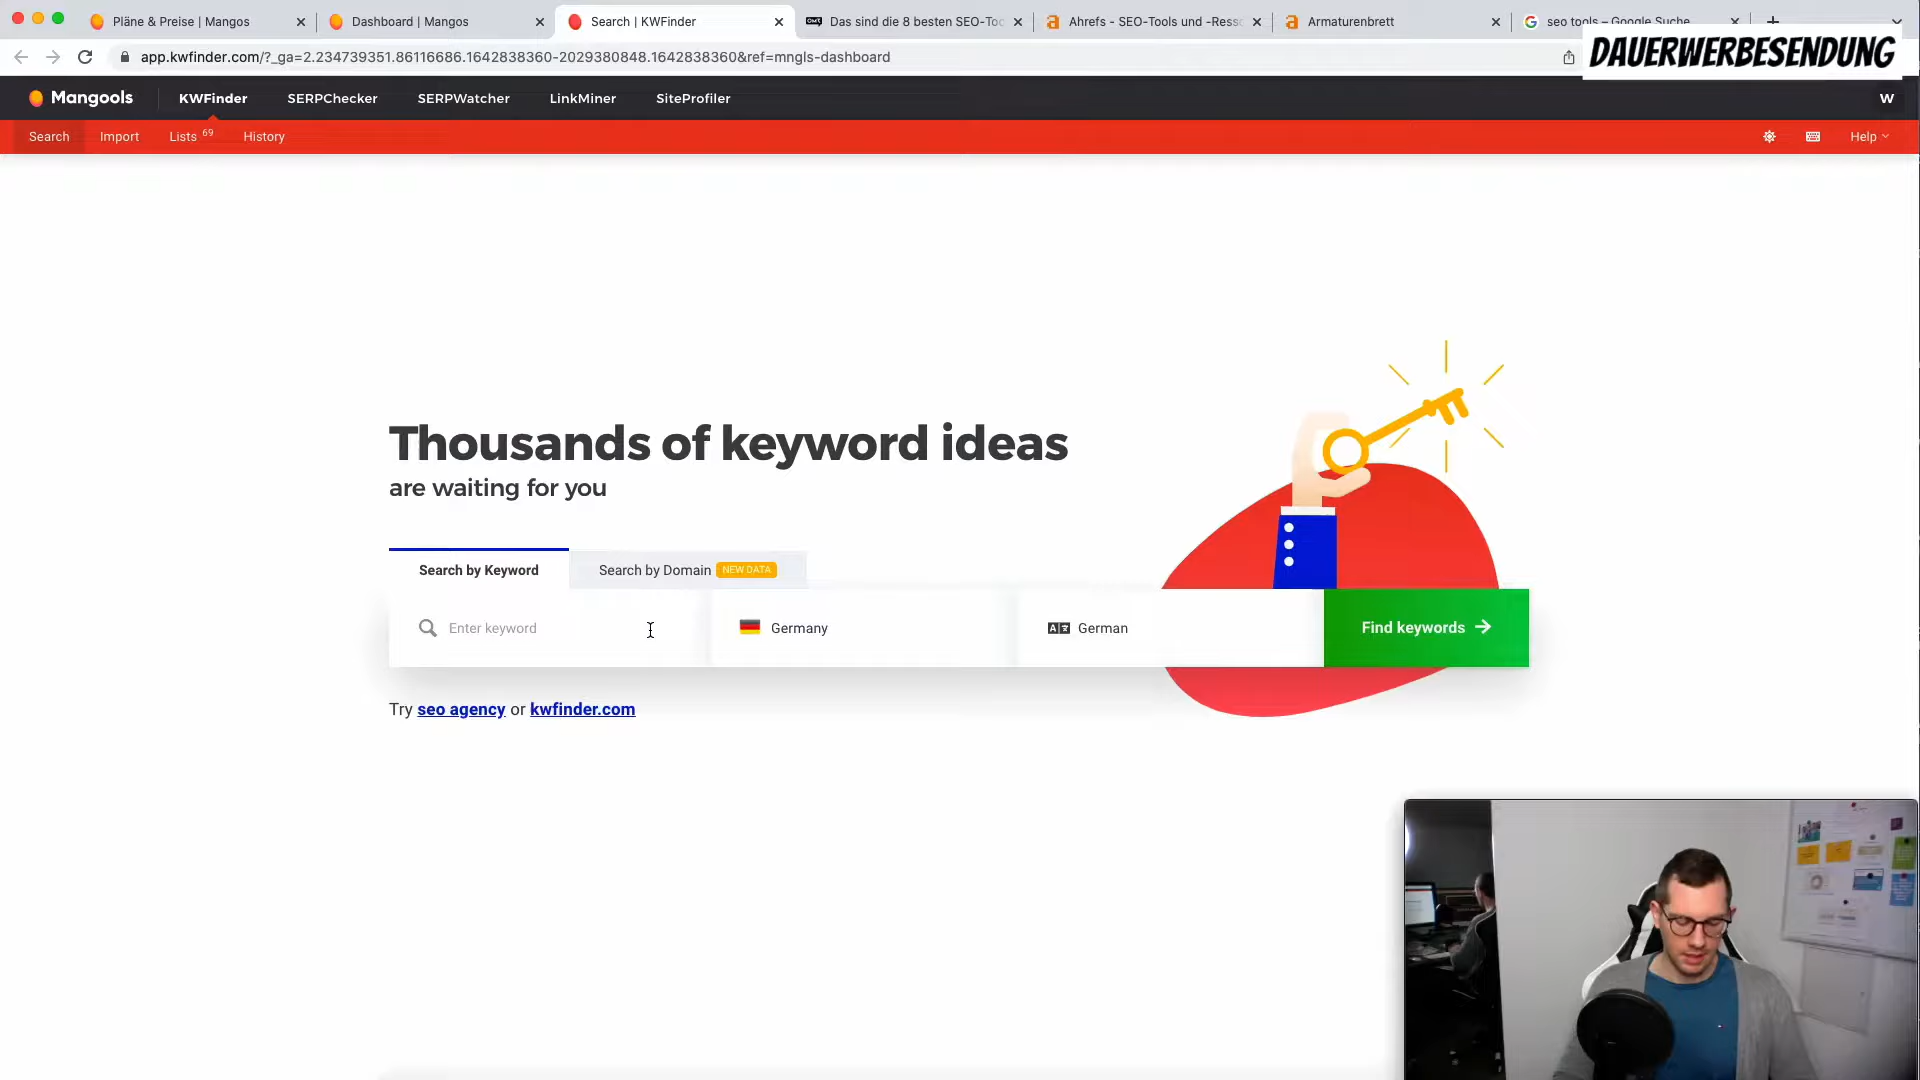 Pläne & Preise | Mangos
Dashboard | Mangos
Search | KWFinder
Das sind die 8 besten SEO-Too
Ahrefs - SEO-Tools und -Resso
Armaturenbrett
seo tools – Google Suche
DAUERWERBESENDUNG
app.kwfinder.com/?_ga=2.234739351.86116686.1642838360-2029380848.1642838360&ref=mngls-dashboard
Mangools
KWFinder
SERPChecker
SERPWatcher
LinkMiner
SiteProfiler
W
Search
Import
Lists 69
History
Help
Thousands of keyword ideas
are waiting for you
Search by Keyword
Search by Domain NEW DATA
Enter keyword
Germany
German
Find keywords
Try seo agency or kwfinder.com